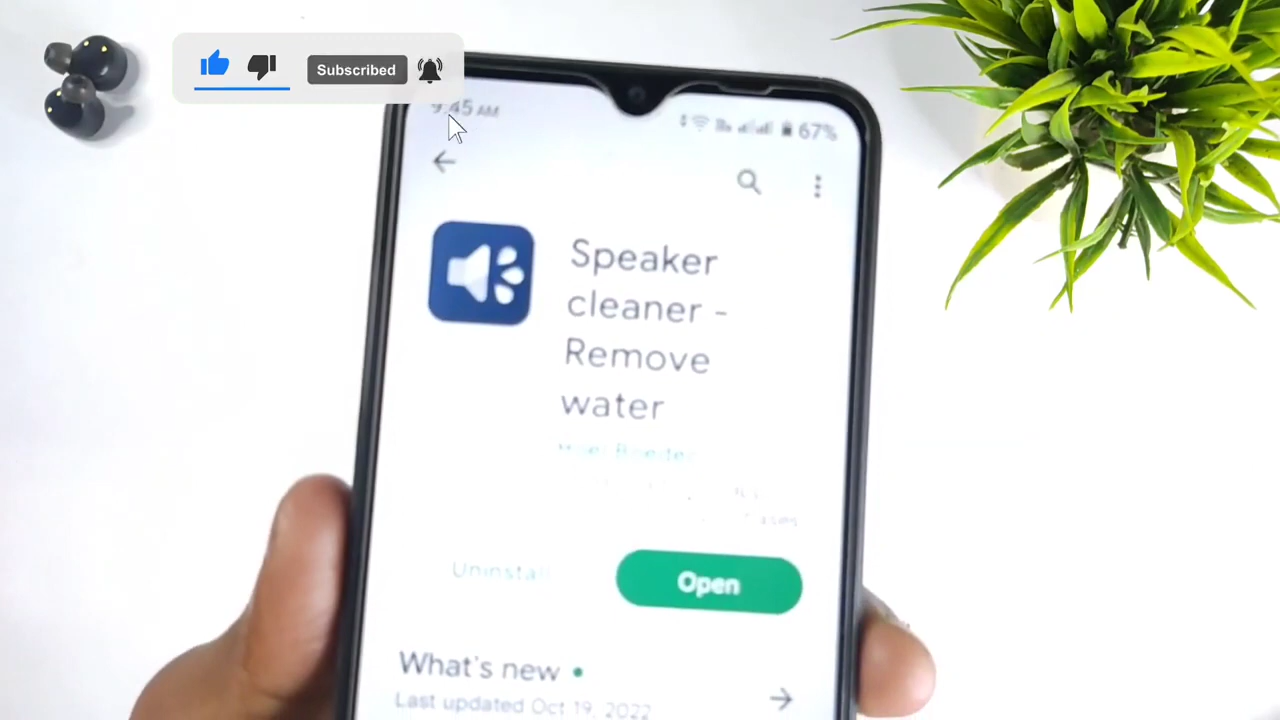 Subscribed
9:45 AM
67%
Speaker
cleaner -
Remove
water
Uninstall
Open
What's new
Last updated Oct 19, 2022